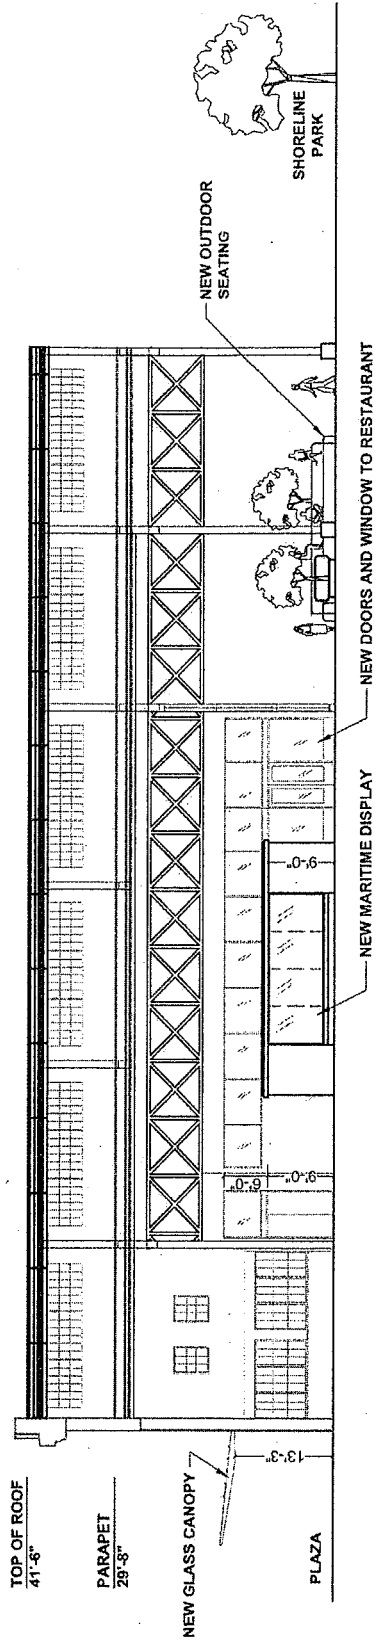 TOP OF ROOF
41'-6"
PARAPET
29'-8"
NEW GLASS CANOPY
PLAZA
13'-3"
6'-0"
9'-0"
9'-0"
NEW MARITIME DISPLAY
NEW DOORS AND WINDOW TO RESTAURANT
NEW OUTDOOR
SEATING
SHORELINE
PARK